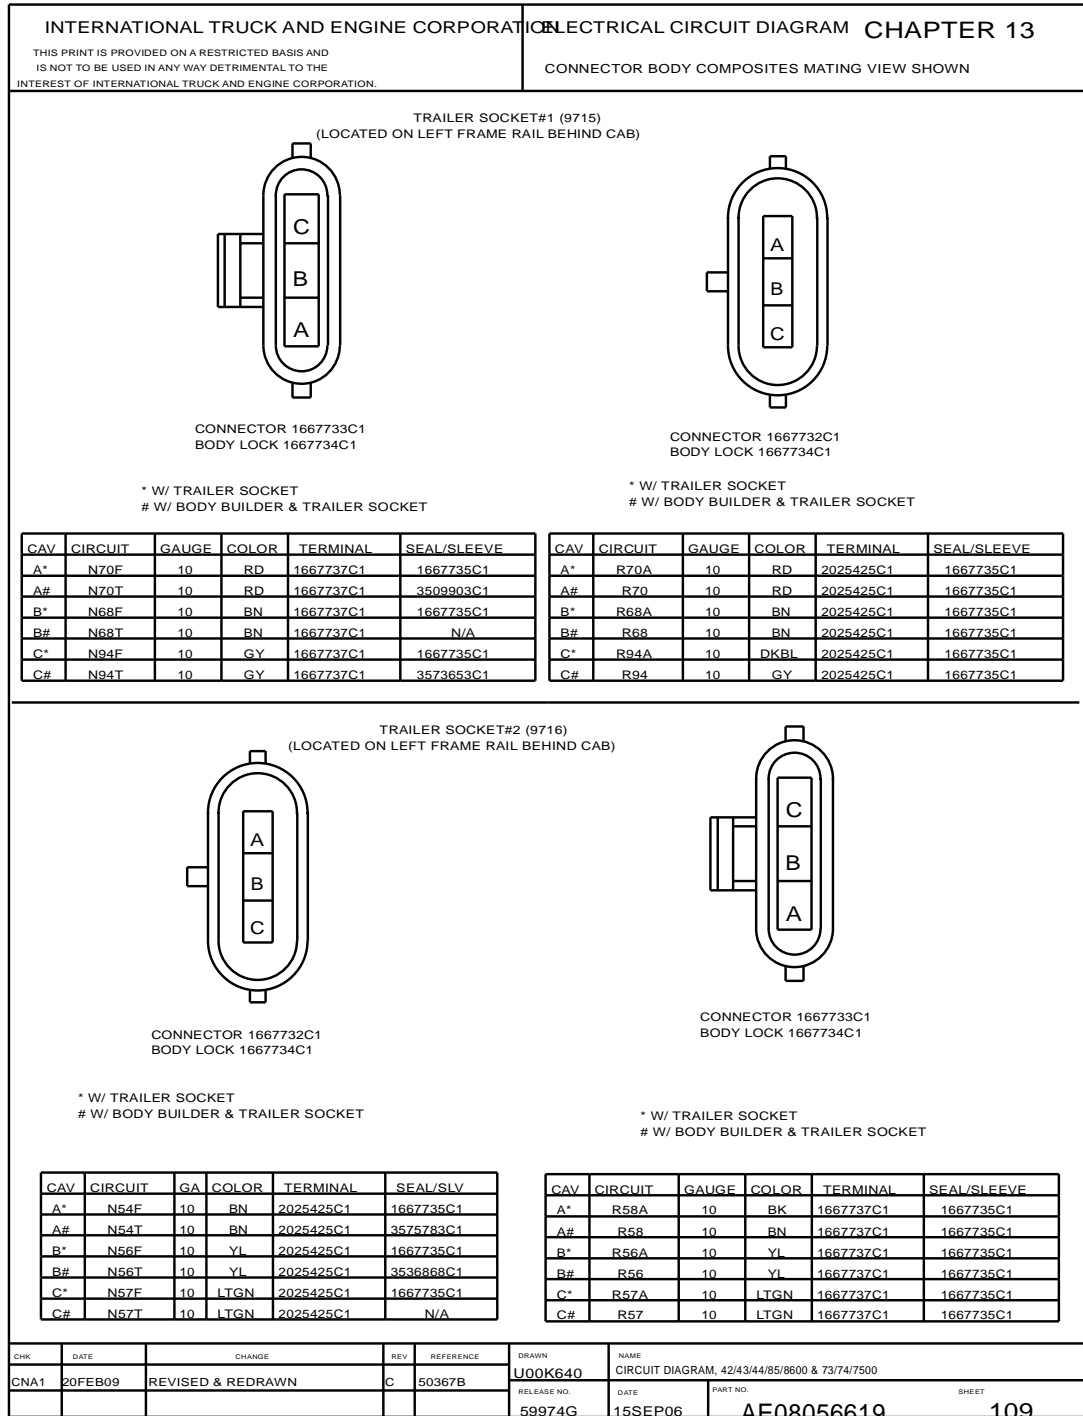 INTERNATIONAL TRUCK AND ENGINE CORPORATION
THIS PRINT IS PROVIDED ON A RESTRICTED BASIS AND
IS NOT TO BE USED IN ANY WAY DETRIMENTAL TO THE
INTEREST OF INTERNATIONAL TRUCK AND ENGINE CORPORATION.
ELECTRICAL CIRCUIT DIAGRAM CHAPTER 13
CONNECTOR BODY COMPOSITES MATING VIEW SHOWN
TRAILER SOCKET#1 (9715)
(LOCATED ON LEFT FRAME RAIL BEHIND CAB)
C
B
A
CONNECTOR 1667733C1
BODY LOCK 1667734C1
* W/ TRAILER SOCKET
# W/ BODY BUILDER & TRAILER SOCKET
A
B
C
CONNECTOR 1667732C1
BODY LOCK 1667734C1
* W/ TRAILER SOCKET
# W/ BODY BUILDER & TRAILER SOCKET
CAV CIRCUIT GAUGE COLOR TERMINAL SEAL/SLEEVE
A* N70F 10 RD 1667737C1 1667735C1
A# N70T 10 RD 1667737C1 3509903C1
B* N68F 10 BN 1667737C1 1667735C1
B# N68T 10 BN 1667737C1 N/A
C* N94F 10 GY 1667737C1 1667735C1
C# N94T 10 GY 1667737C1 3573653C1
CAV CIRCUIT GAUGE COLOR TERMINAL SEAL/SLEEVE
A* R70A 10 RD 2025425C1 1667735C1
A# R70 10 RD 2025425C1 1667735C1
B* R68A 10 BN 2025425C1 1667735C1
B# R68 10 BN 2025425C1 1667735C1
C* R94A 10 DKBL 2025425C1 1667735C1
C# R94 10 GY 2025425C1 1667735C1
TRAILER SOCKET#2 (9716)
(LOCATED ON LEFT FRAME RAIL BEHIND CAB)
A
B
C
CONNECTOR 1667732C1
BODY LOCK 1667734C1
* W/ TRAILER SOCKET
# W/ BODY BUILDER & TRAILER SOCKET
C
B
A
CONNECTOR 1667733C1
BODY LOCK 1667734C1
* W/ TRAILER SOCKET
# W/ BODY BUILDER & TRAILER SOCKET
CAV CIRCUIT GA COLOR TERMINAL SEAL/SLV
A* N54F 10 BN 2025425C1 1667735C1
A# N54T 10 BN 2025425C1 3575783C1
B* N56F 10 YL 2025425C1 1667735C1
B# N56T 10 YL 2025425C1 3536868C1
C* N57F 10 LTGN 2025425C1 1667735C1
C# N57T 10 LTGN 2025425C1 N/A
CAV CIRCUIT GAUGE COLOR TERMINAL SEAL/SLEEVE
A* R58A 10 BK 1667737C1 1667735C1
A# R58 10 BN 1667737C1 1667735C1
B* R56A 10 YL 1667737C1 1667735C1
B# R56 10 YL 1667737C1 1667735C1
C* R57A 10 LTGN 1667737C1 1667735C1
C# R57 10 LTGN 1667737C1 1667735C1
CHK DATE CHANGE REV REFERENCE
CNA1 20FEB09 REVISED & REDRAWN C 50367B
DRAWN
U00K640
NAME
CIRCUIT DIAGRAM, 42/43/44/85/8600 & 73/74/7500
RELEASE NO.
59974G
DATE
15SEP06
PART NO.
AE08056619
SHEET
109